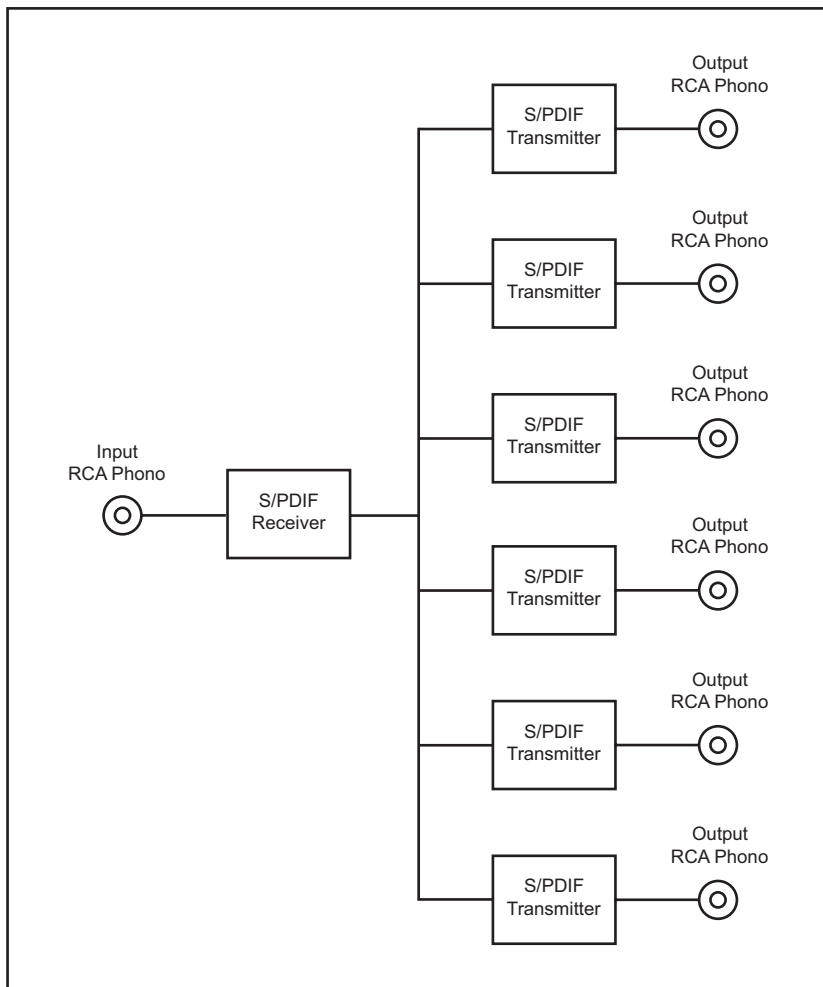 Output
RCA Phono
S/PDIF
Transmitter
Output
RCA Phono
S/PDIF
Transmitter
Output
RCA Phono
S/PDIF
Transmitter
Input
RCA Phono
S/PDIF
Receiver
Output
RCA Phono
S/PDIF
Transmitter
Output
RCA Phono
S/PDIF
Transmitter
Output
RCA Phono
S/PDIF
Transmitter